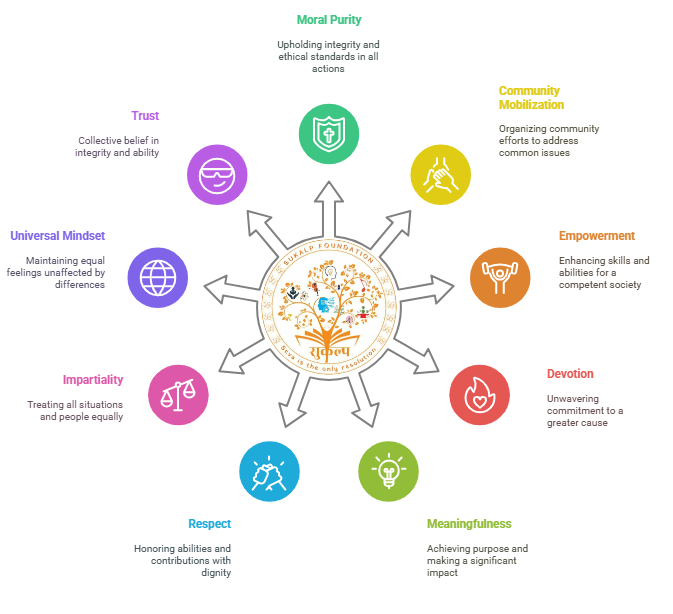 Moral Purity
Upholding integrity and
ethical standards in all
actions
Community
Mobilization
Organizing community
efforts to address
common issues
Empowerment
Enhancing skills and
abilities for a
competent society
Devotion
Unwavering
commitment to a
greater cause
Meaningfulness
Achieving purpose and
making a significant
impact
Respect
Honoring abilities and
contributions with
dignity
Impartiality
Treating all situations
and people equally
Universal Mindset
Maintaining equal
feelings unaffected by
differences
Trust
Collective belief in
integrity and ability
SUKALP FOUNDATION
Seva is the only resolution